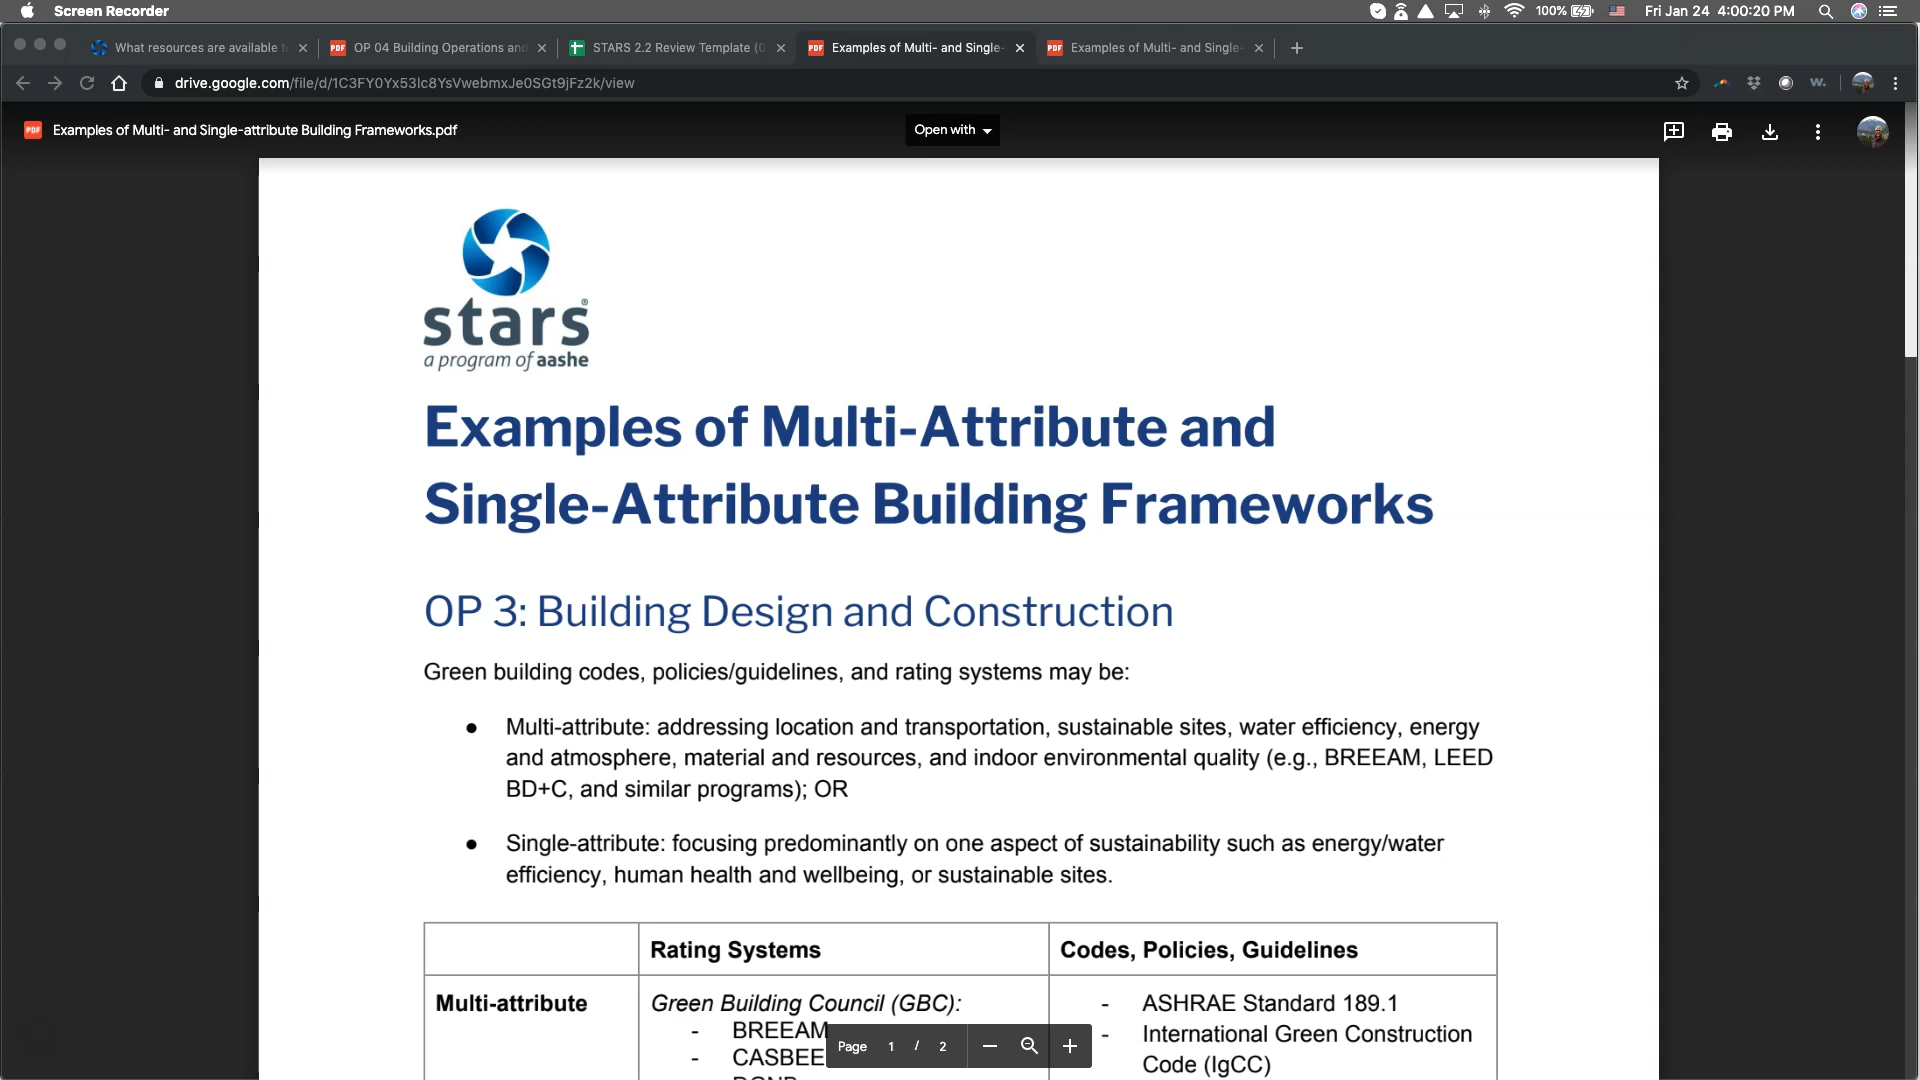 Screen Recorder
100%
Fri Jan 24 4:00:20 PM
What resources are available t
OP 04 Building Operations and
STARS 2.2 Review Template (
Examples of Multi- and Single-
Examples of Multi- and Single-
drive.google.com/file/d/1C3FY0Yx53lc8YsVwebmxJe0SGt9jFz2k/view
w.
PDF Examples of Multi- and Single-attribute Building Frameworks.pdf
Open with
stars®
a program of aashe
Examples of Multi-Attribute and
Single-Attribute Building Frameworks
OP 3: Building Design and Construction
Green building codes, policies/guidelines, and rating systems may be:
● Multi-attribute: addressing location and transportation, sustainable sites, water efficiency, energy
and atmosphere, material and resources, and indoor environmental quality (e.g., BREEAM, LEED
BD+C, and similar programs); OR
● Single-attribute: focusing predominantly on one aspect of sustainability such as energy/water
efficiency, human health and wellbeing, or sustainable sites.
Rating Systems
Codes, Policies, Guidelines
Multi-attribute
Green Building Council (GBC):
- BREEAM
- CASBEE
- ASHRAE Standard 189.1
- International Green Construction
Code (IgCC)
Page 1 / 2